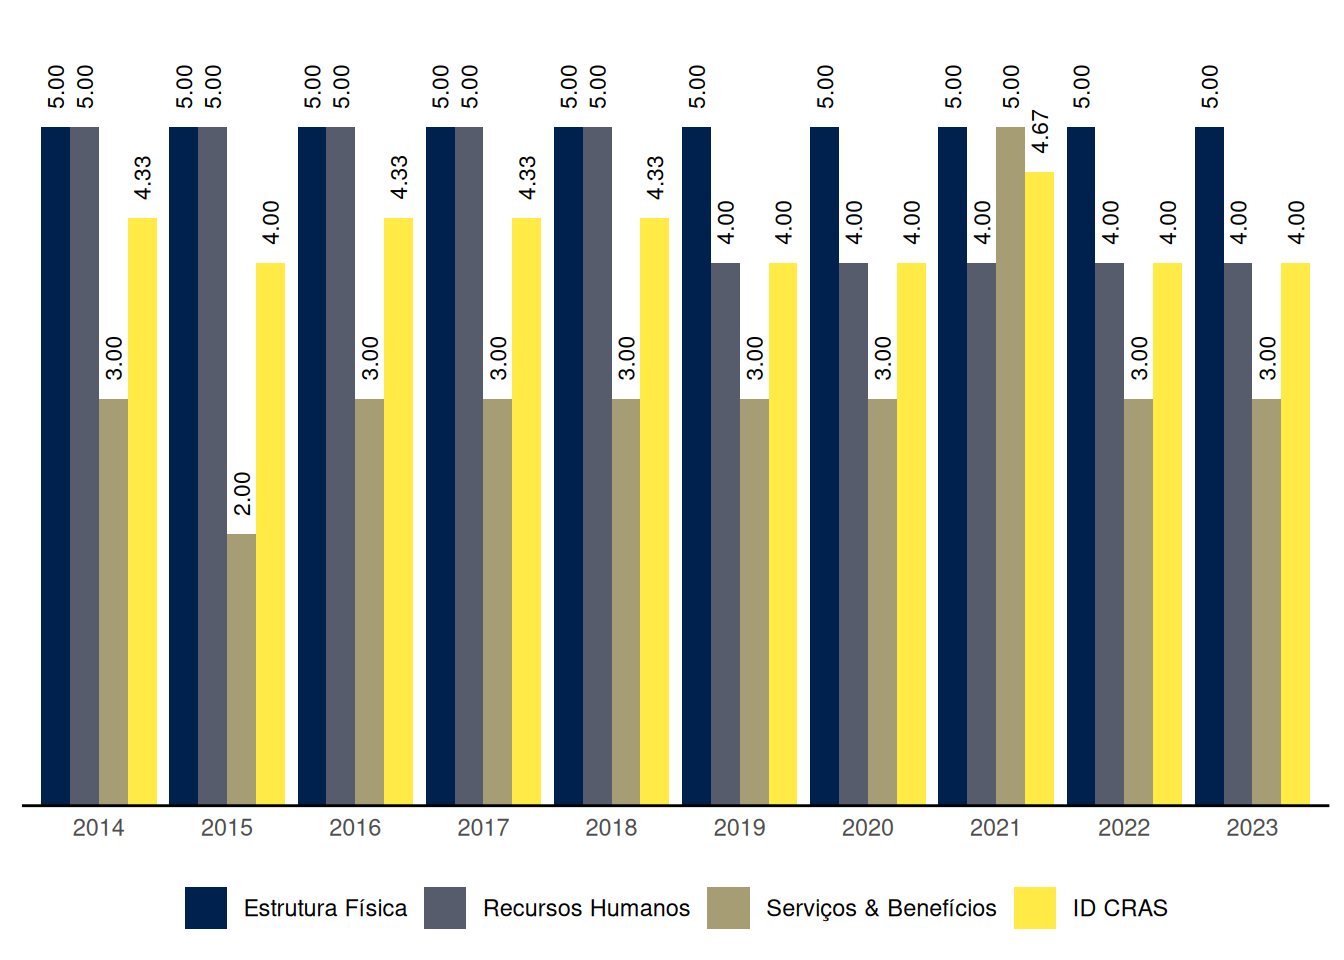 5.00 5.00 3.00 4.33 5.00 5.00 2.00 4.00 5.00 5.00 3.00 4.33 5.00 5.00 3.00 4.33 5.00 5.00 3.00 4.33 5.00 4.00 3.00 4.00 5.00 4.00 3.00 4.00 5.00 4.00 5.00 4.67 5.00 4.00 3.00 4.00 5.00 4.00 3.00 4.00
2014 2015 2016 2017 2018 2019 2020 2021 2022 2023
Estrutura Física Recursos Humanos Serviços & Benefícios ID CRAS